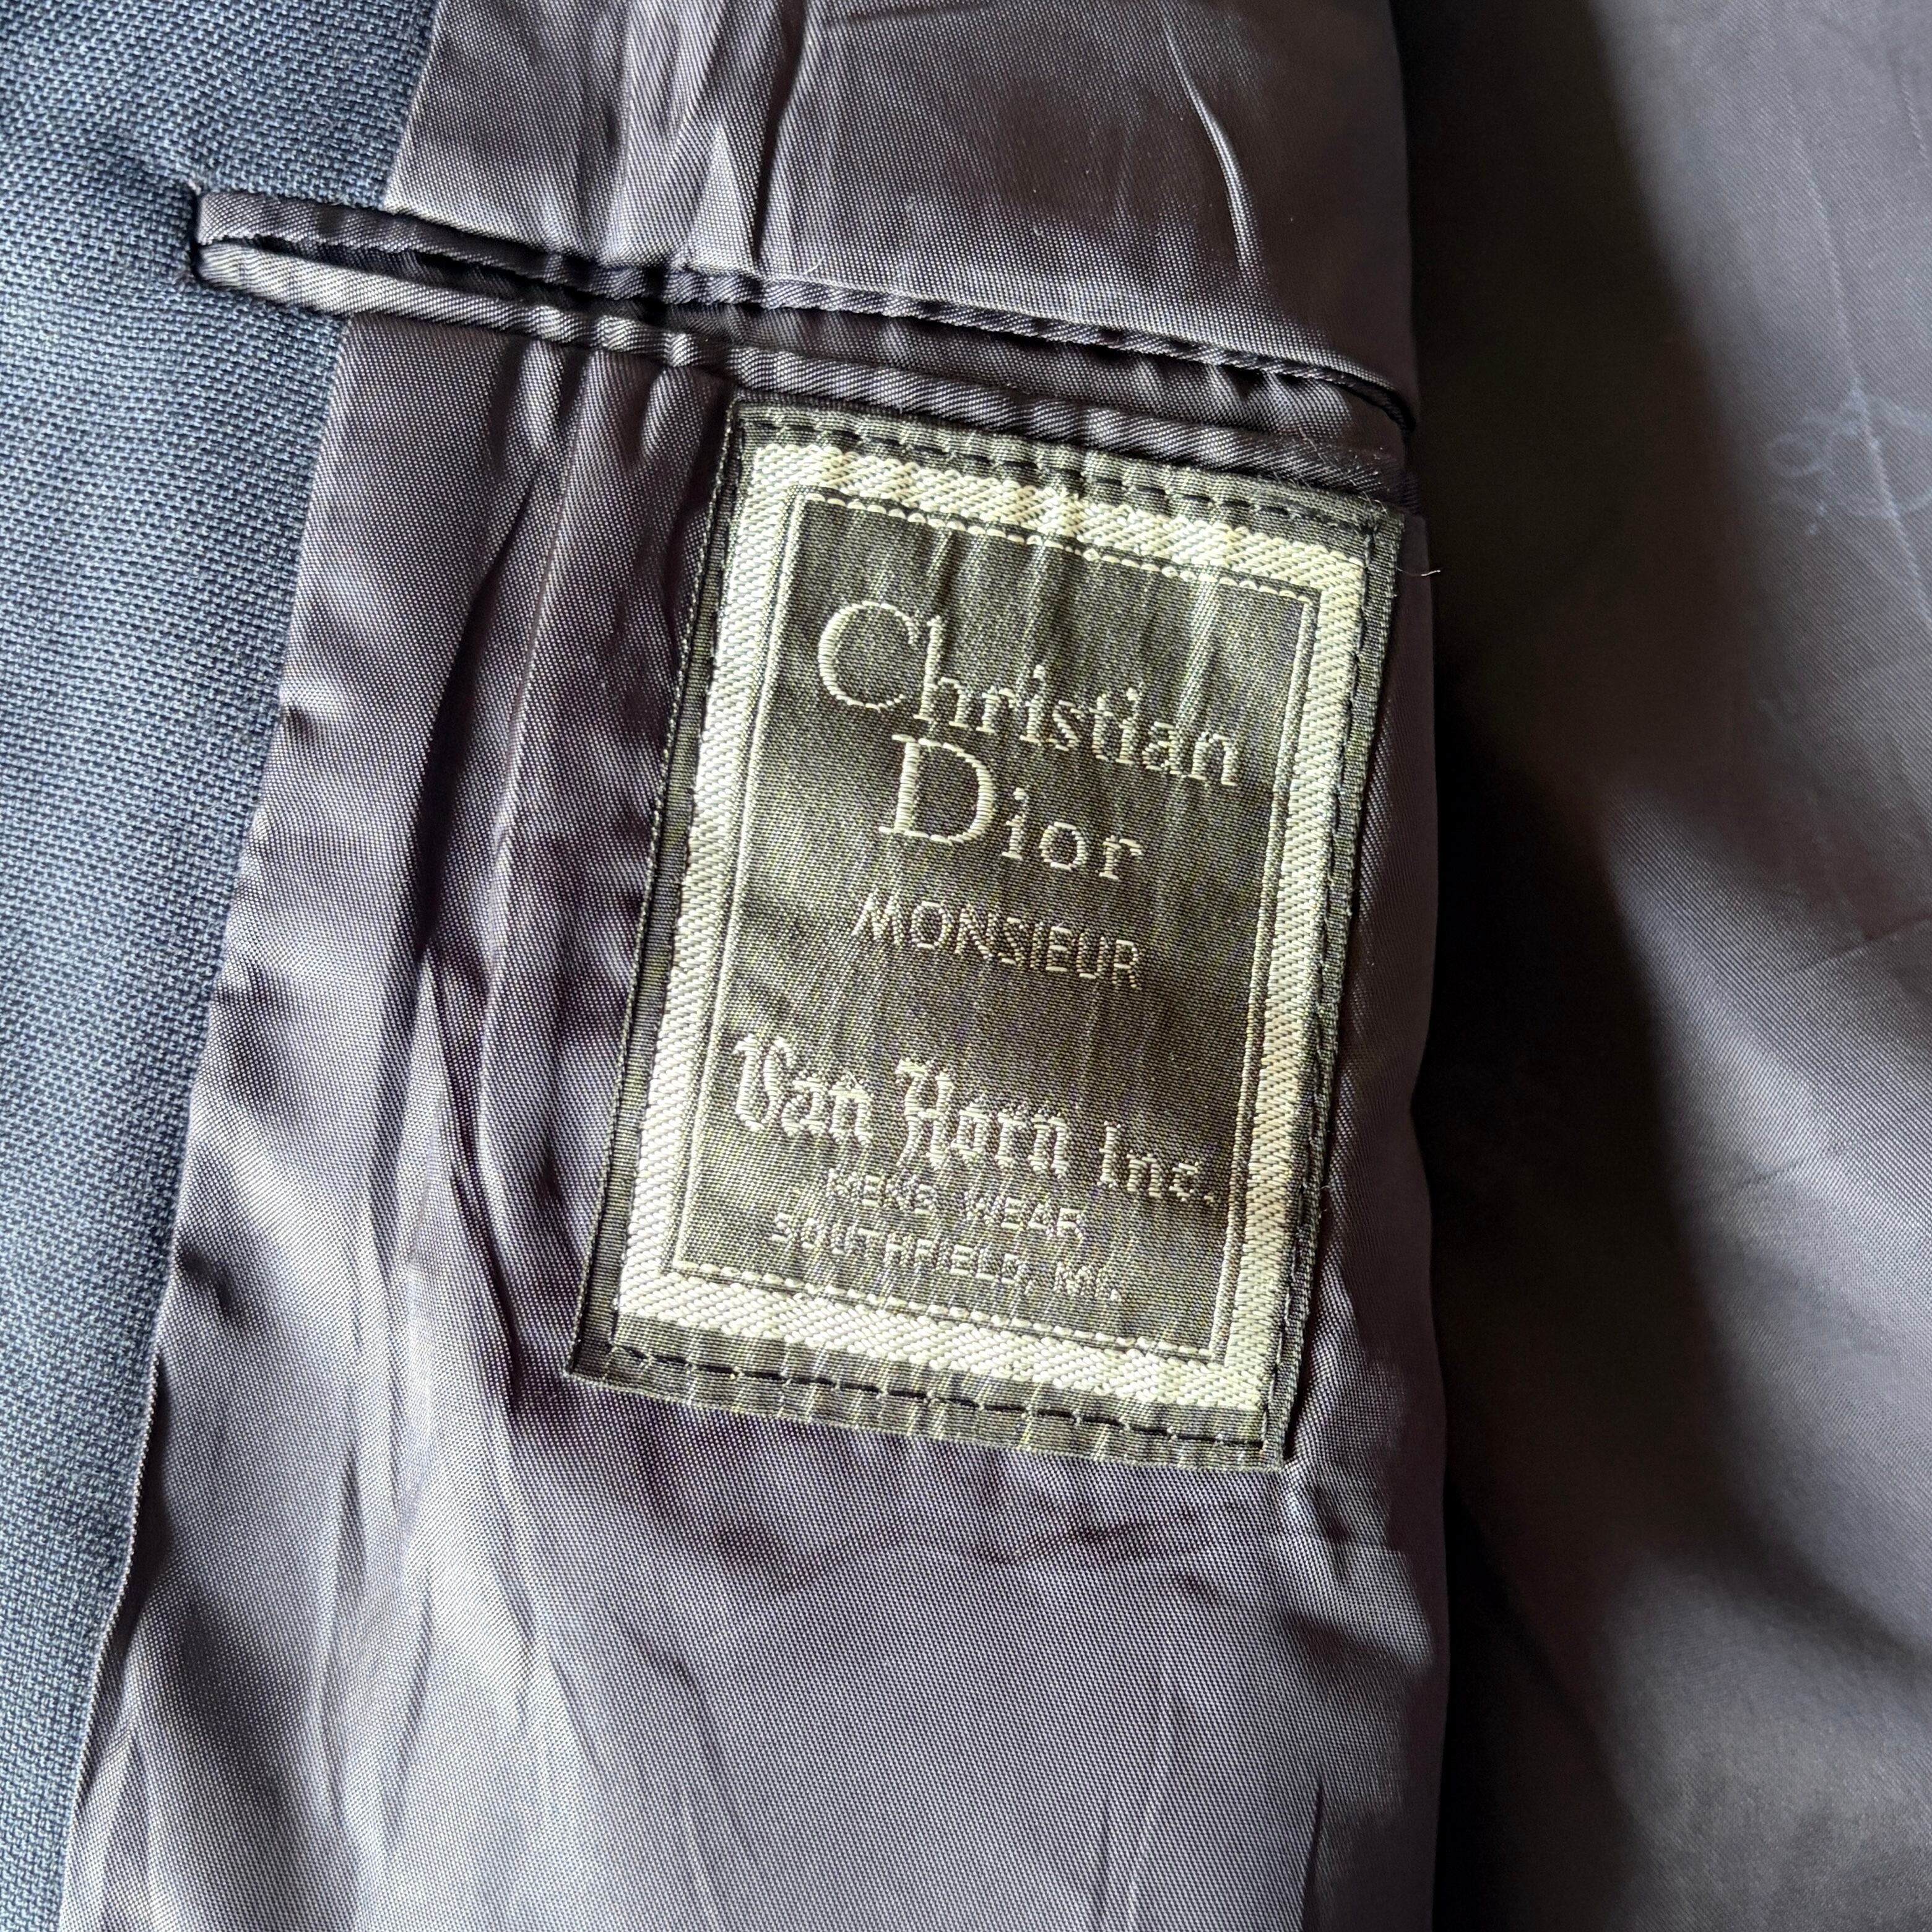 Christian
Dior
MONSIEUR
Van Horn Inc.
MENS WEAR
SOUTHFIELD, MI.